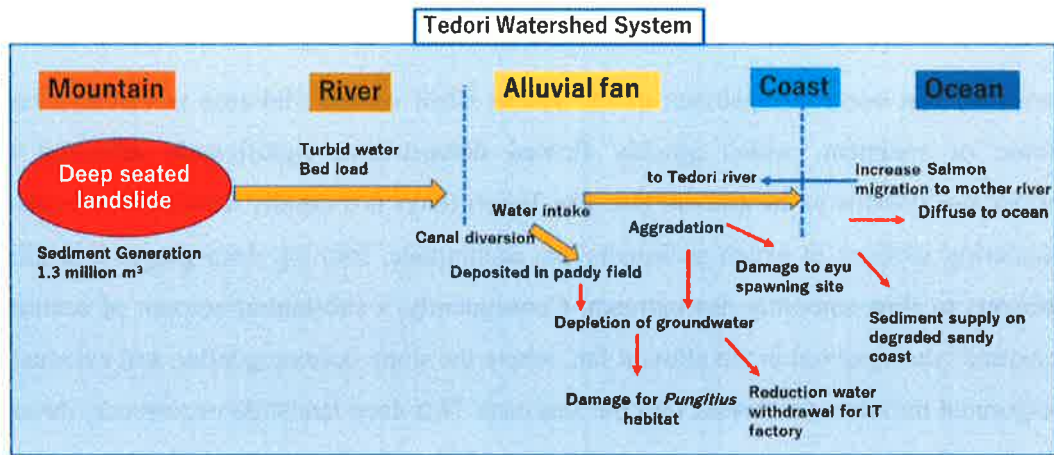 Tedori Watershed System
Mountain
River
Alluvial fan
Coast
Ocean
Deep seated
landslide
Sediment Generation
1.3 million m³
Turbid water
Bed load
to Tedori river
Increase Salmon
migration to mother river
Diffuse to ocean
Water intake
Canal diversion
Deposited in paddy field
Aggradation
Damage to ayu
spawning site
Depletion of groundwater
Sediment supply on
degraded sandy
coast
Damage for Pungitius
habitat
Reduction water
withdrawal for IT
factory